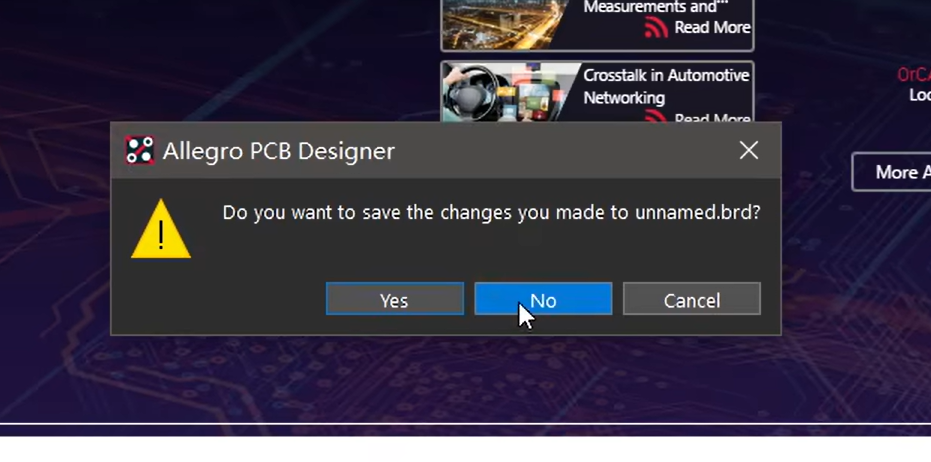 Measurements and...
Read More
Crosstalk in Automotive
Networking
Read More
OrCA
Loc
More A
Allegro PCB Designer
Do you want to save the changes you made to unnamed.brd?
!
Yes
No
Cancel